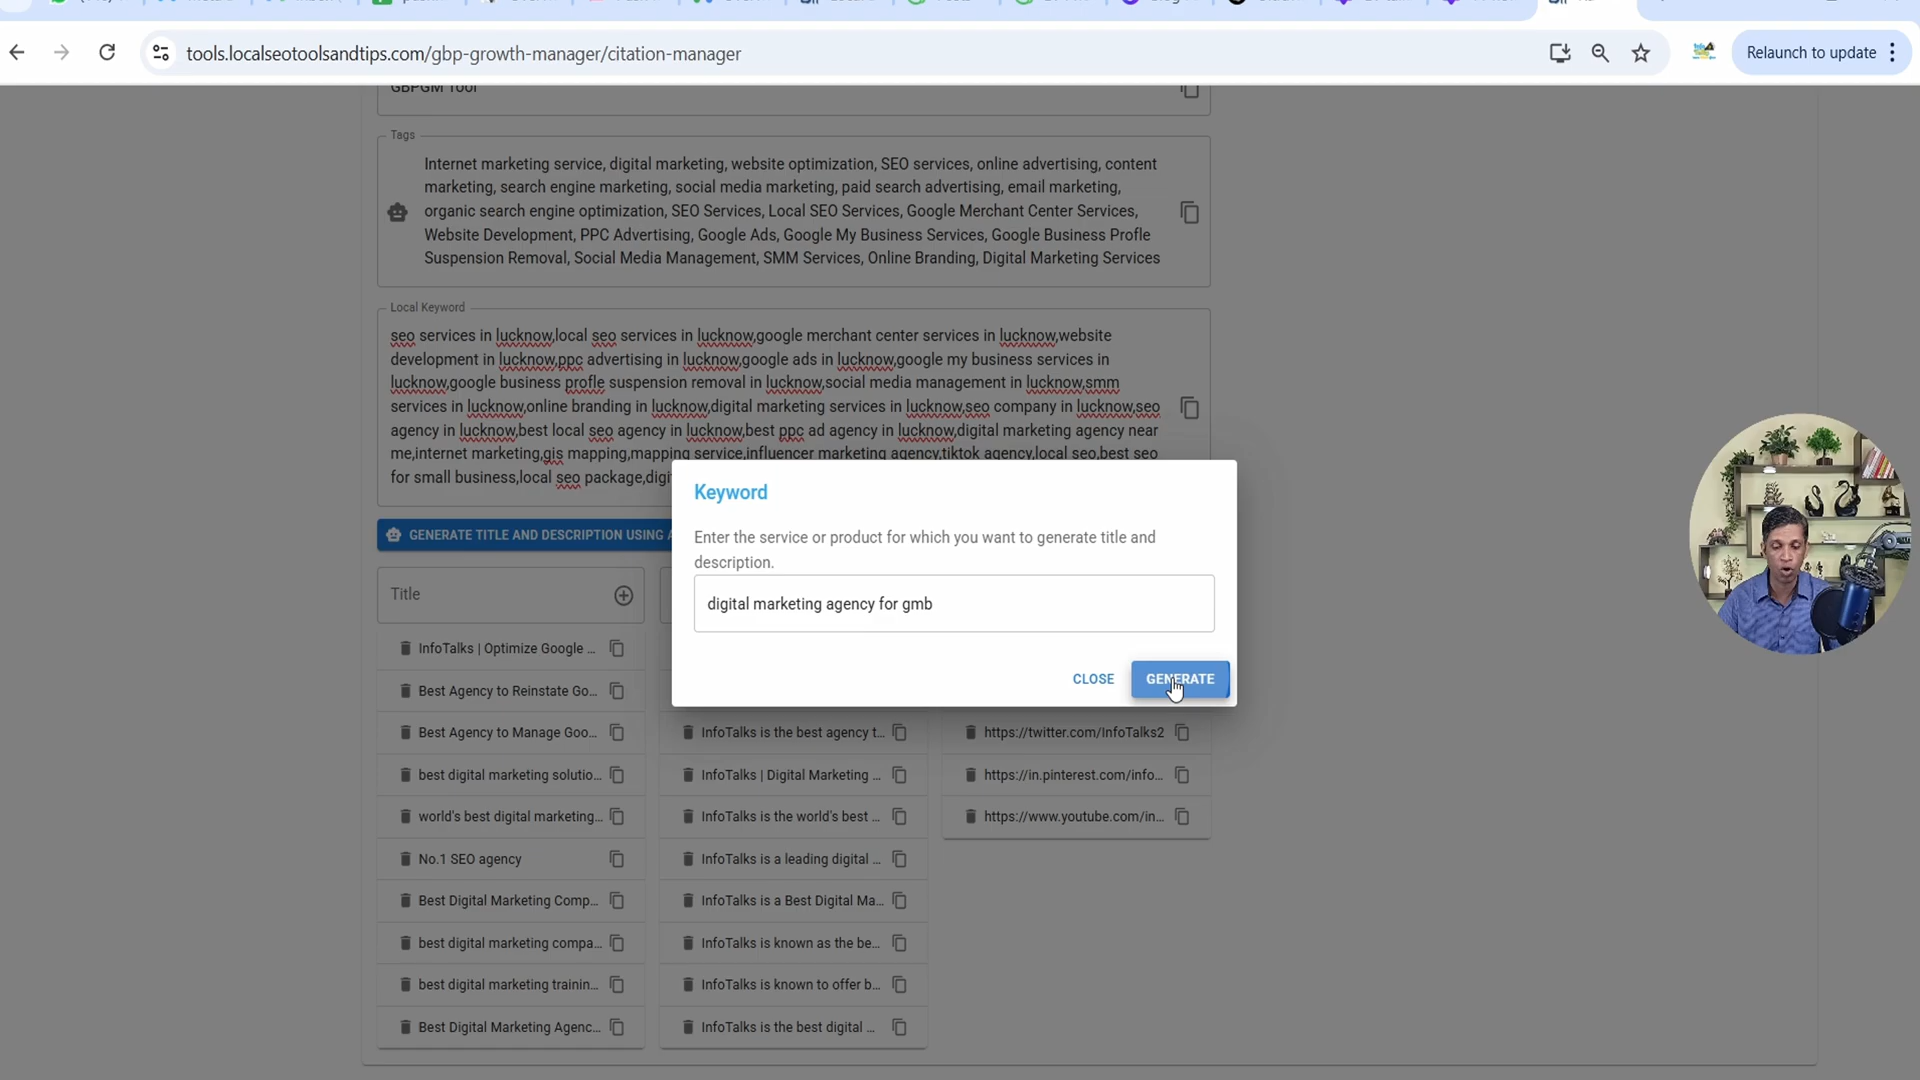 tools.localseotoolsandtips.com/gbp-growth-manager/citation-manager
Relaunch to update
GBPGM Tool
Tags
Internet marketing service, digital marketing, website optimization, SEO services, online advertising, content
marketing, search engine marketing, social media marketing, paid search advertising, email marketing,
organic search engine optimization, SEO Services, Local SEO Services, Google Merchant Center Services,
Website Development, PPC Advertising, Google Ads, Google My Business Services, Google Business Profle
Suspension Removal, Social Media Management, SMM Services, Online Branding, Digital Marketing Services
Local Keyword
seo services in lucknow,local seo services in lucknow,google merchant center services in lucknow,website
development in lucknow,ppc advertising in lucknow,google ads in lucknow,google my business services in
lucknow,google business profle suspension removal in lucknow,social media management in lucknow,smm
services in lucknow,online branding in lucknow,digital marketing services in lucknow,seo company in lucknow,seo
agency in lucknow,best local seo agency in lucknow,best ppc ad agency in lucknow,digital marketing agency near
me,internet marketing,gis mapping,mapping service,influencer marketing agency,tiktok agency,local seo,best seo
for small business,local seo package,digi
GENERATE TITLE AND DESCRIPTION USING A
Keyword
Enter the service or product for which you want to generate title and
description.
digital marketing agency for gmb
CLOSE
GENERATE
Title
InfoTalks | Optimize Google ...
Best Agency to Reinstate Go...
Best Agency to Manage Goo...
best digital marketing solutio...
world's best digital marketing...
No.1 SEO agency
Best Digital Marketing Comp...
best digital marketing compa...
best digital marketing trainin...
Best Digital Marketing Agenc...
InfoTalks is the best agency t...
InfoTalks | Digital Marketing ...
InfoTalks is the world's best ...
InfoTalks is a leading digital ...
InfoTalks is a Best Digital Ma...
InfoTalks is known as the be...
InfoTalks is known to offer b...
InfoTalks is the best digital ...
https://twitter.com/InfoTalks2
https://in.pinterest.com/info...
https://www.youtube.com/in...